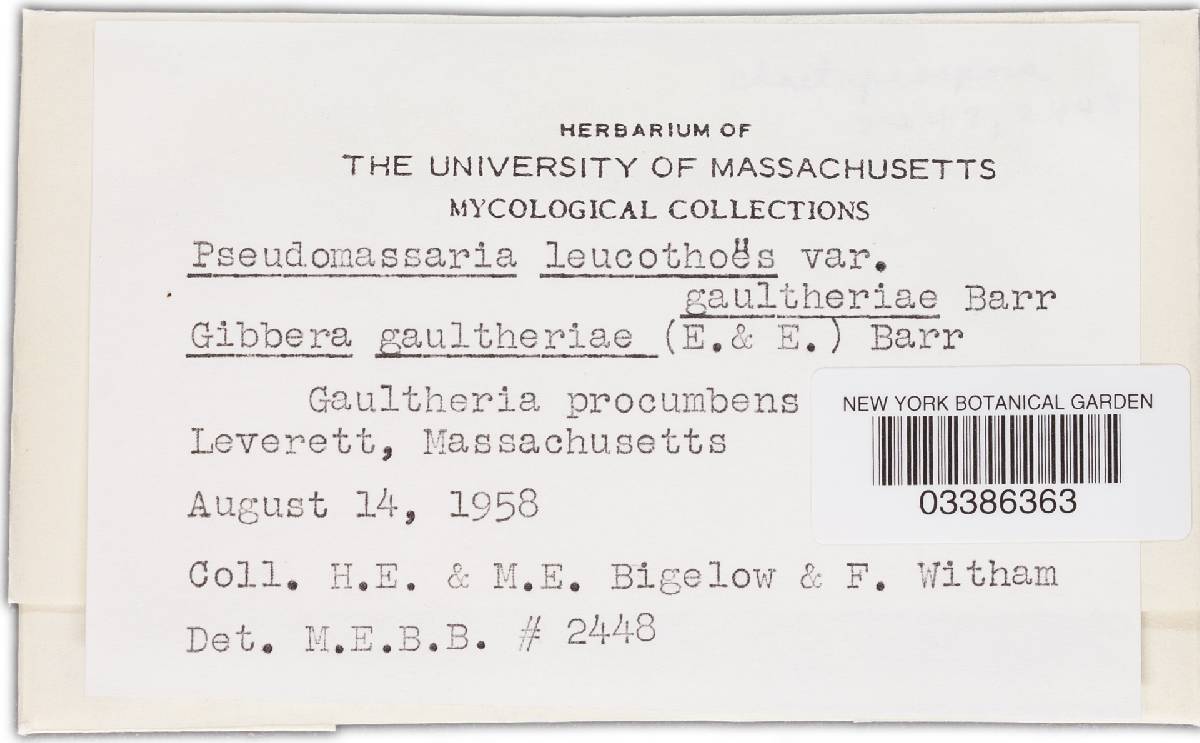 HERBARIUM OF
THE UNIVERSITY OF MASSACHUSETTS
MYCOLOGICAL COLLECTIONS
Pseudomassaria leucothoës var.
gaultheriae Barr
Gibbera gaultheriae (E.& E.) Barr
Gaultheria procumbens
Leverett, Massachusetts
August 14, 1958
Coll. H.E. & M.E. Bigelow & F. Witham
Det. M.E.B.B. # 2448
NEW YORK BOTANICAL GARDEN
03386363